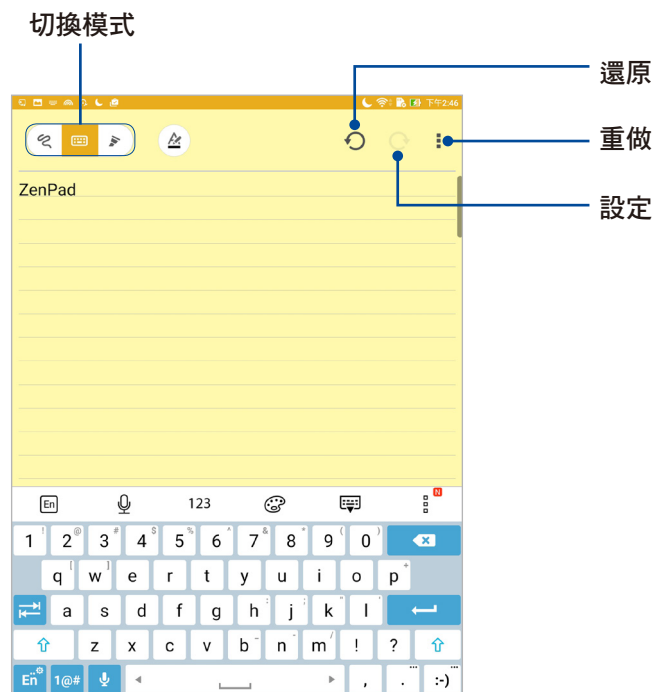 切換模式
還原
下午2:46
重做
ZenPad
設定
En 123 N
1 ! 2 @ 3 # 4 $ 5 % 6 ^ 7 & 8 * 9 ( 0 )
q [ w ] e r t y u i o p +
a s d f g h : j ; k " l '
z x c v b - n - m / ! ?
En 1@# , . ... :-) ...